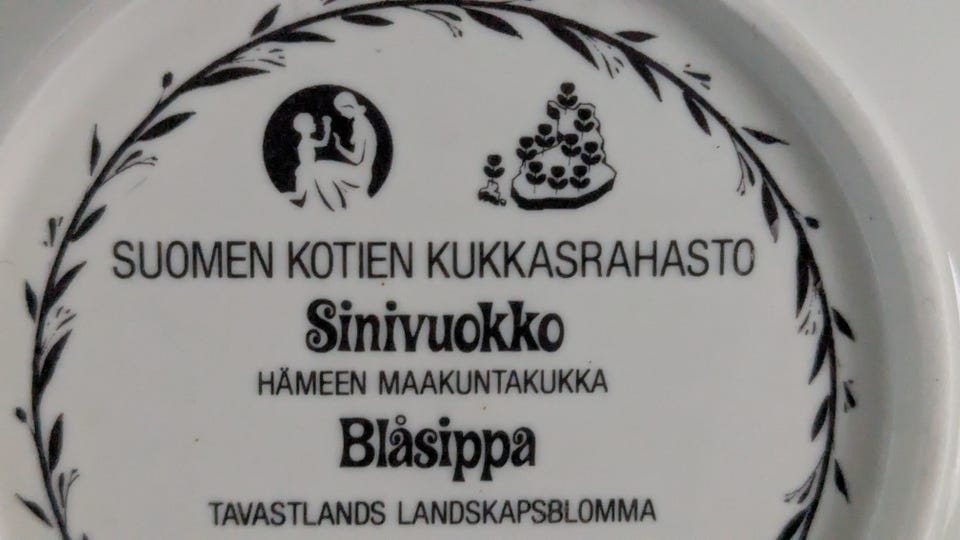 SUOMEN KOTIEN KUKKASRAHASTO
Sinivuokko
HÄMEEN MAAKUNTAKUKKA
Blåsippa
TAVASTLANDS LANDSKAPSBLOMMA